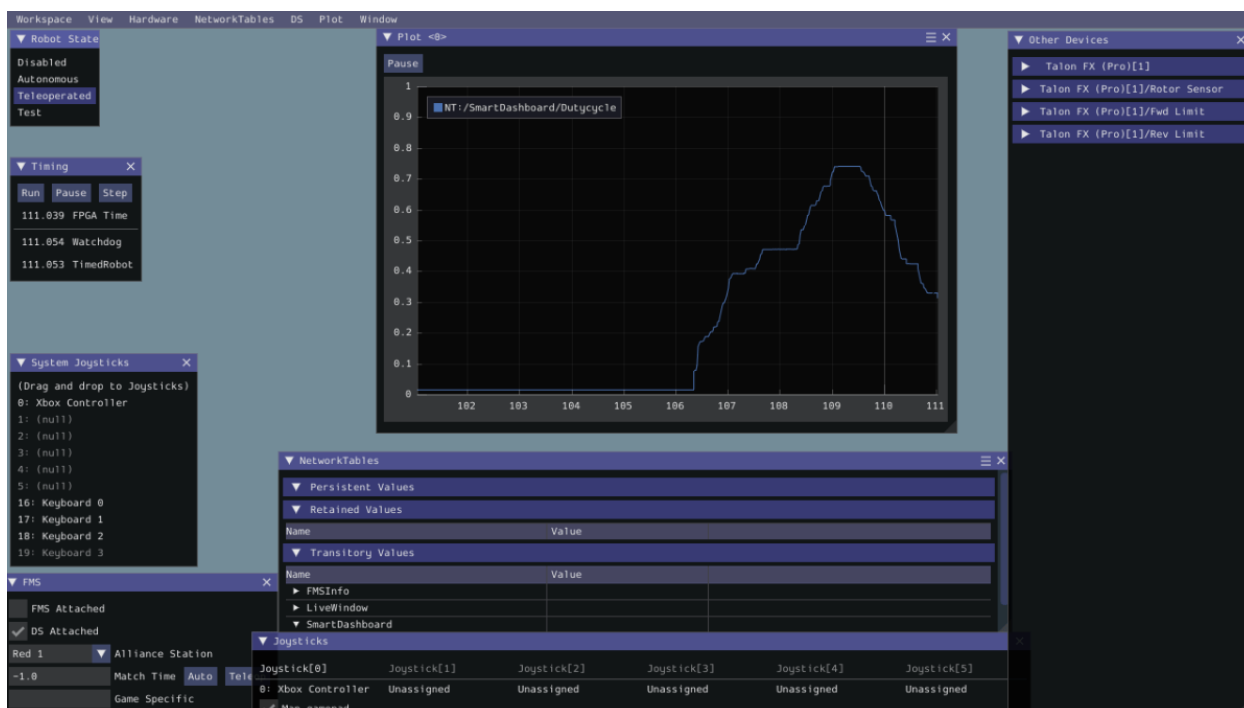 Workspace View Hardware NetworkTables DS Plot Window
Robot State
Disabled
Autonomous
Teleoperated
Test
Timing
Run Pause Step
111.039 FPGA Time
111.054 Watchdog
111.053 TimedRobot
System Joysticks
(Drag and drop to Joysticks)
0: Xbox Controller
1: (null)
2: (null)
3: (null)
4: (null)
5: (null)
16: Keyboard 0
17: Keyboard 1
18: Keyboard 2
19: Keyboard 3
FMS
FMS Attached
DS Attached
Red 1 Alliance Station
-1.0 Match Time Auto Tele
Game Specific
Plot <0>
Pause
NT:/SmartDashboard/Dutycycle
1
0.9
0.8
0.7
0.6
0.5
0.4
0.3
0.2
0.1
0
102 103 104 105 106 107 108 109 110 111
NetworkTables
Persistent Values
Retained Values
Name Value
Transitory Values
Name Value
FMSInfo
LiveWindow
SmartDashboard
Joysticks
Joystick[0] Joystick[1] Joystick[2] Joystick[3] Joystick[4] Joystick[5]
0: Xbox Controller Unassigned Unassigned Unassigned Unassigned Unassigned
Map gamepad
Other Devices
Talon FX (Pro)[1]
Talon FX (Pro)[1]/Rotor Sensor
Talon FX (Pro)[1]/Fwd Limit
Talon FX (Pro)[1]/Rev Limit